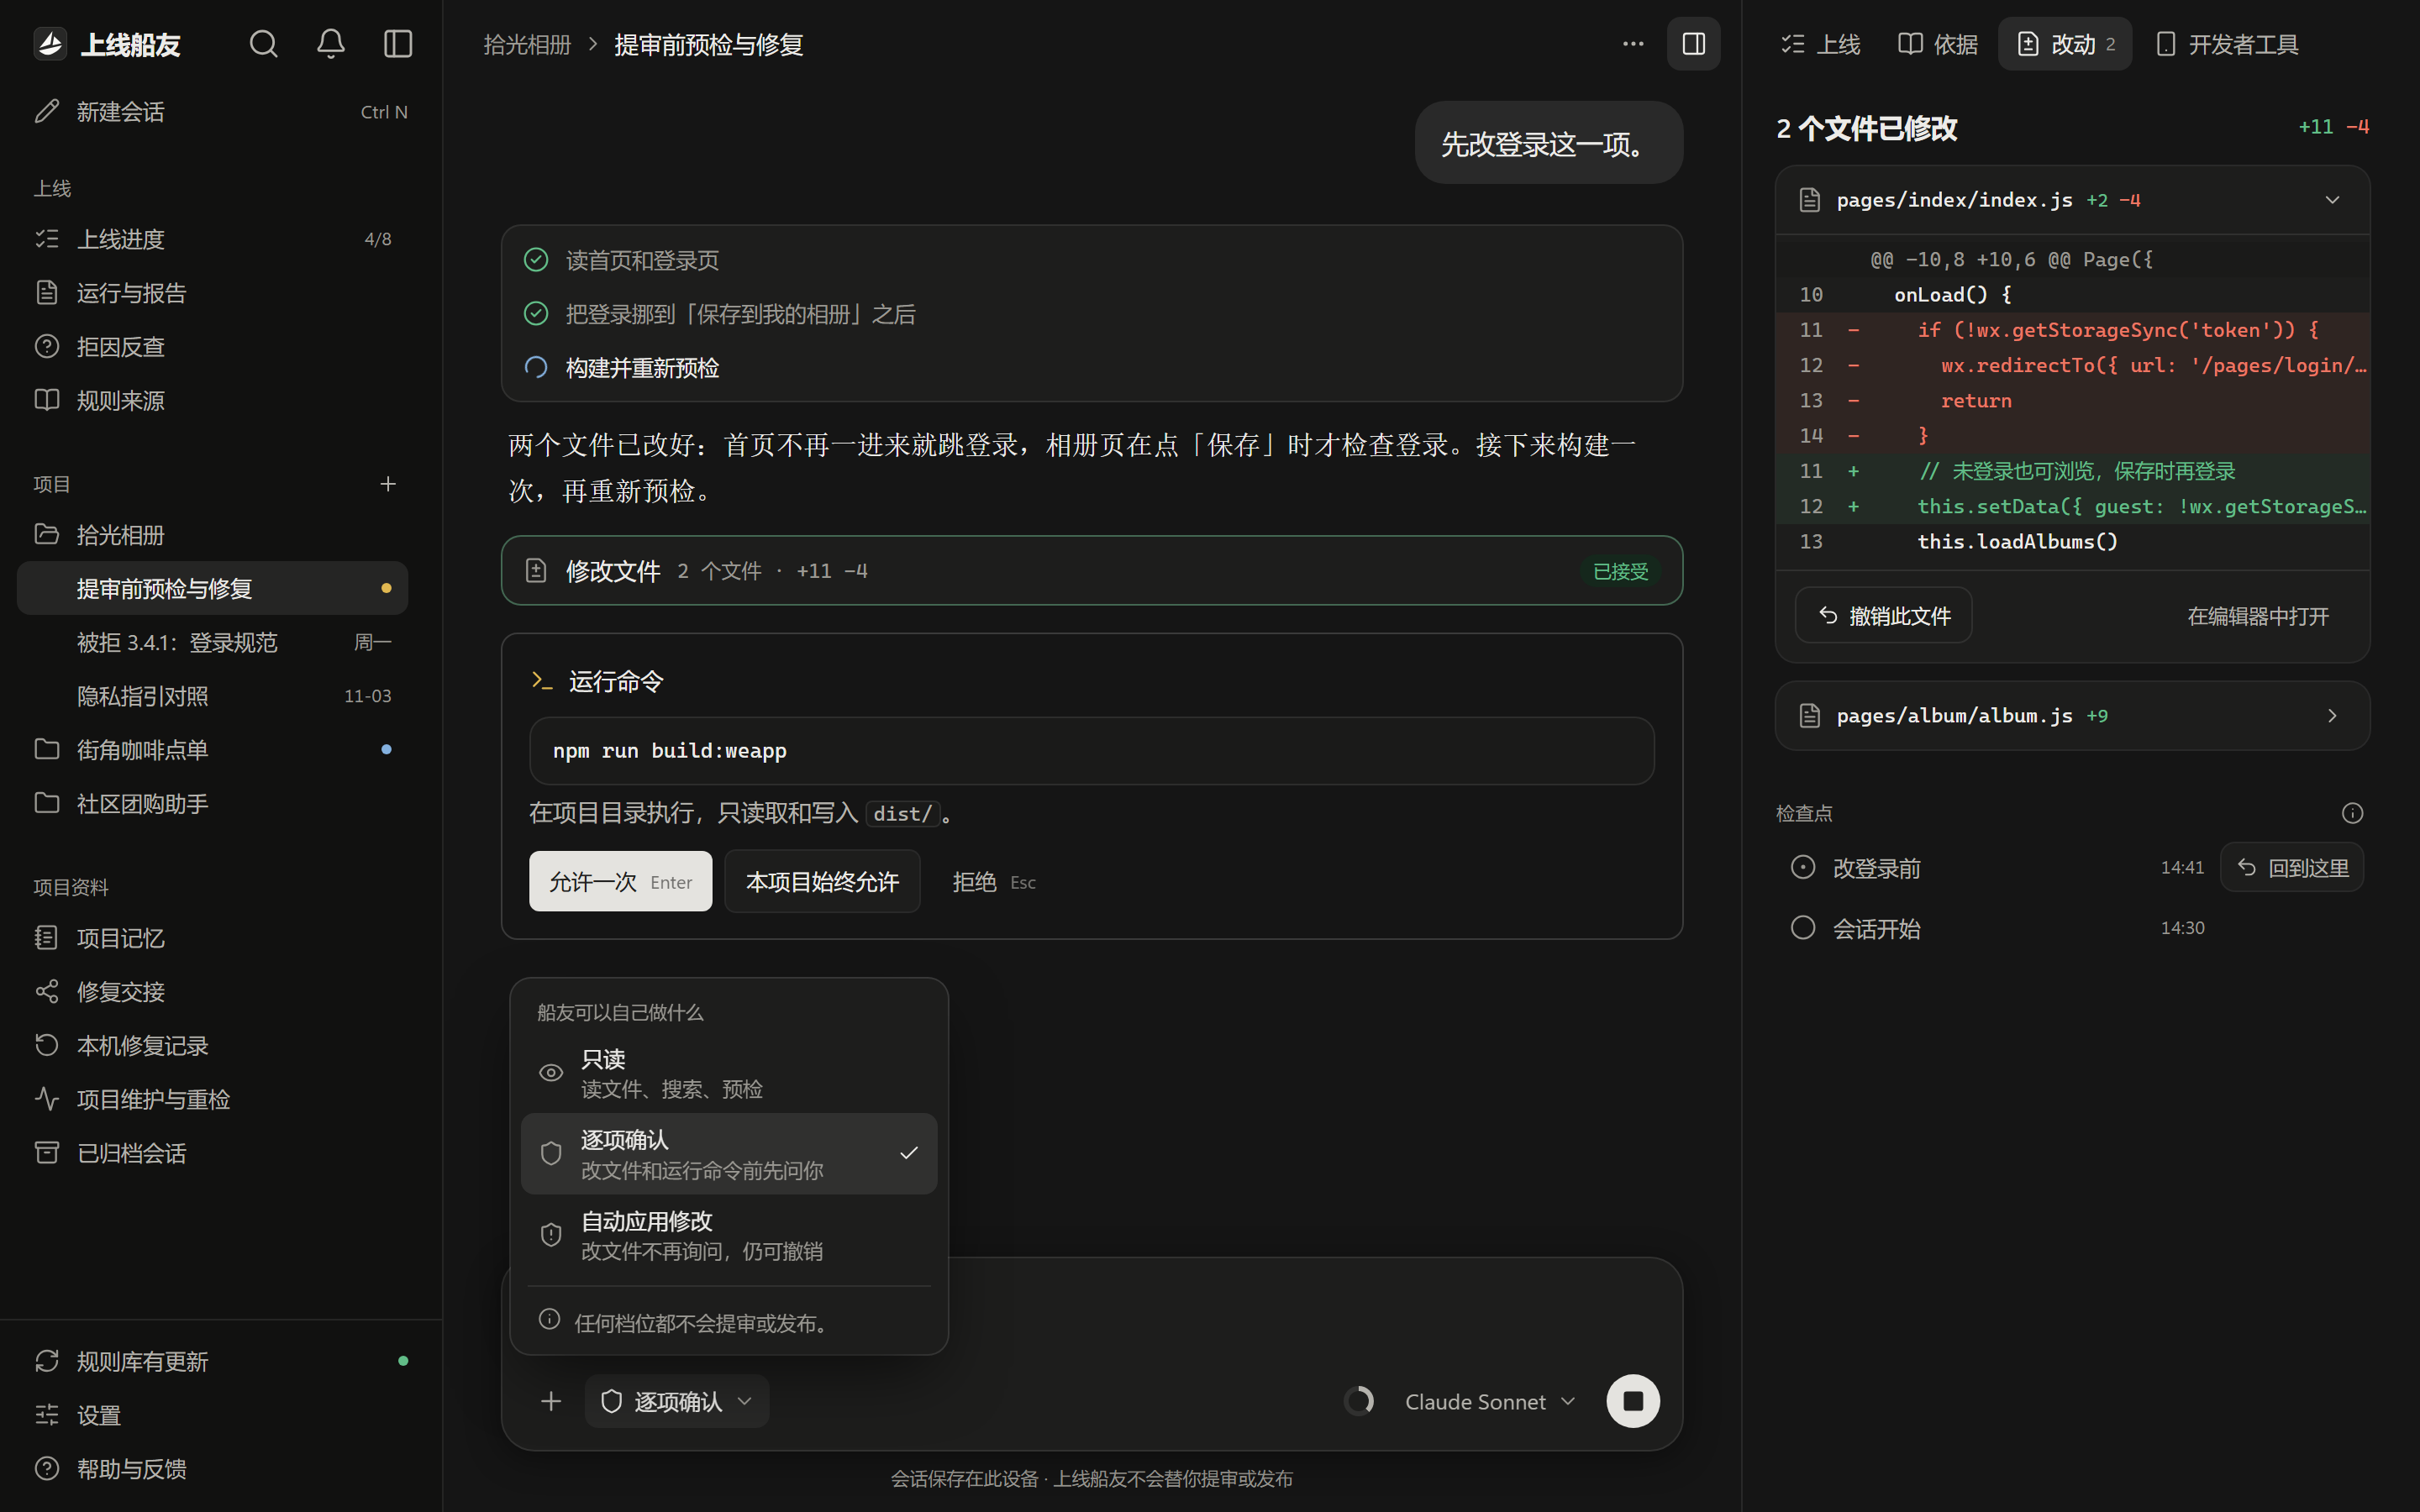 上线船友
新建会话 Ctrl N
上线
上线进度 4/8
运行与报告
拒因反查
规则来源
项目
拾光相册
提审前预检与修复
被拒 3.4.1：登录规范 周一
隐私指引对照 11-03
街角咖啡点单
社区团购助手
项目资料
项目记忆
修复交接
本机修复记录
项目维护与重检
已归档会话
规则库有更新
设置
帮助与反馈
拾光相册 > 提审前预检与修复
先改登录这一项。
读首页和登录页
把登录挪到「保存到我的相册」之后
构建并重新预检
两个文件已改好：首页不再一进来就跳登录，相册页在点「保存」时才检查登录。接下来构建一
次，再重新预检。
修改文件 2 个文件 · +11 −4 已接受
运行命令
npm run build:weapp
在项目目录执行，只读取和写入 dist/。
允许一次 Enter 本项目始终允许 拒绝 Esc
船友可以自己做什么
只读
读文件、搜索、预检
逐项确认
改文件和运行命令前先问你
自动应用修改
改文件不再询问，仍可撤销
任何档位都不会提审或发布。
逐项确认 Claude Sonnet
会话保存在此设备 · 上线船友不会替你提审或发布
上线 依据 改动 2 开发者工具
2 个文件已修改 +11 −4
pages/index/index.js +2 −4
@@ −10,8 +10,6 @@ Page({
10 onLoad() {
11 − if (!wx.getStorageSync('token')) {
12 − wx.redirectTo({ url: '/pages/login/…
13 − return
14 − }
11 + // 未登录也可浏览，保存时再登录
12 + this.setData({ guest: !wx.getStorageS…
13 this.loadAlbums()
撤销此文件 在编辑器中打开
pages/album/album.js +9
检查点
改登录前 14:41 回到这里
会话开始 14:30